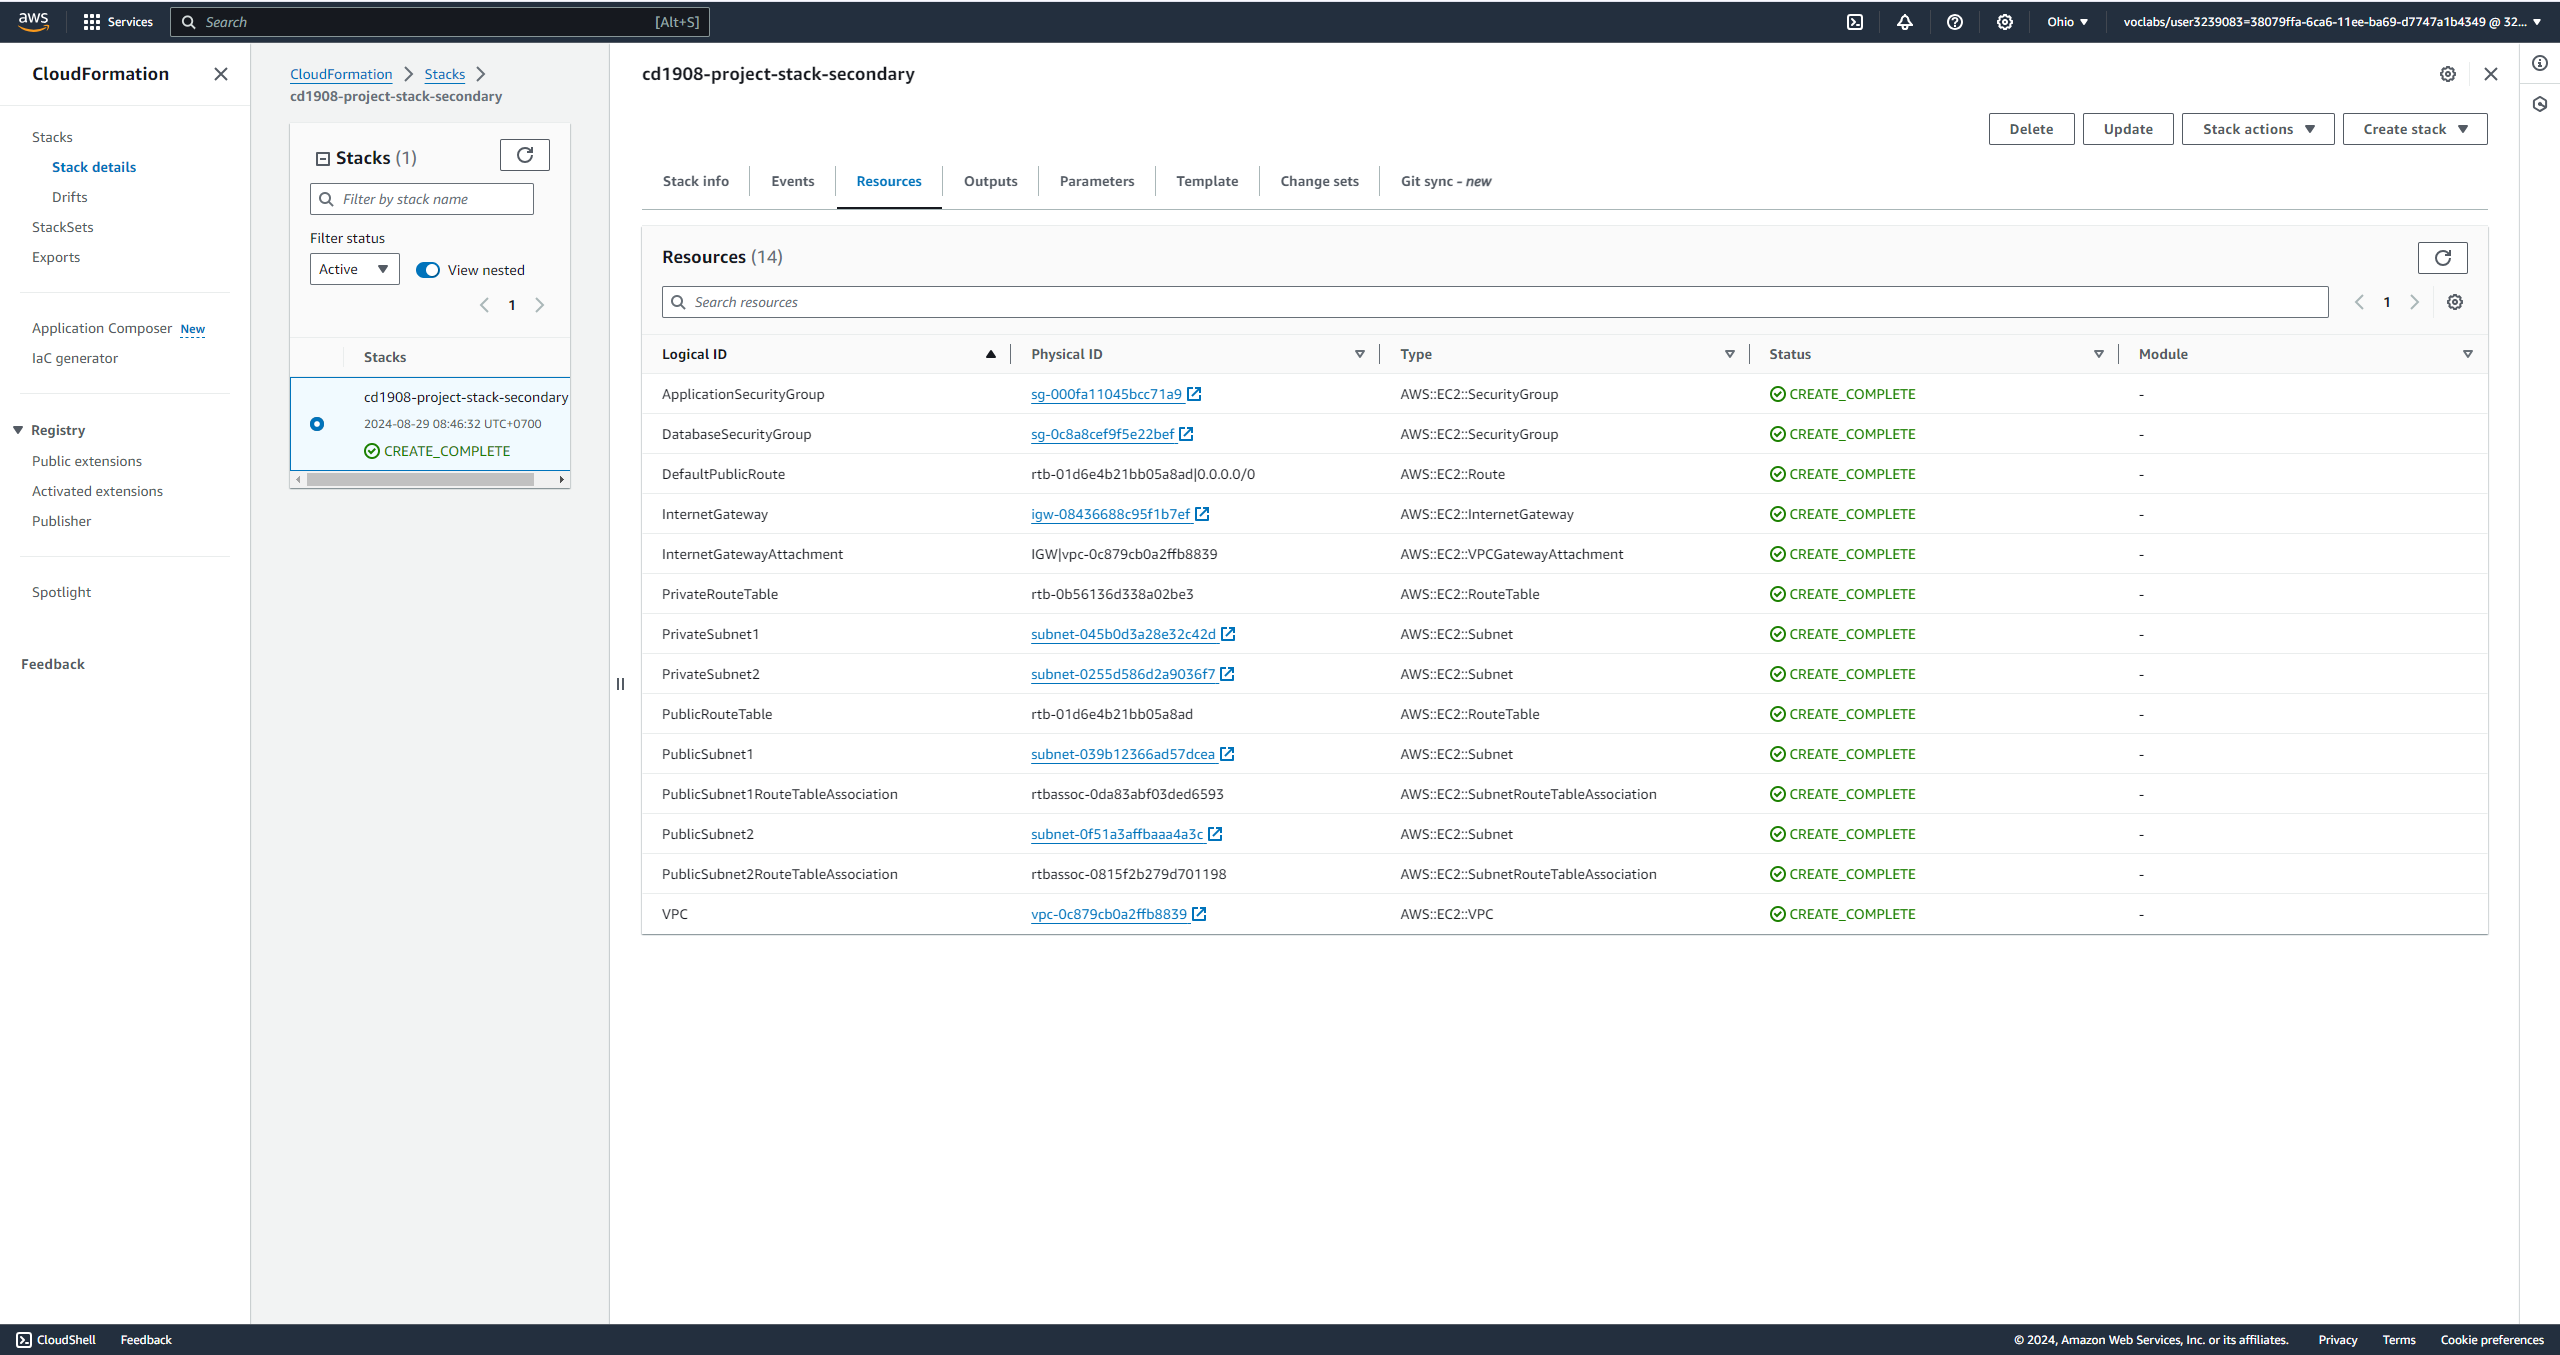 aws
Services
Search
[Alt+S]
Ohio
voclabs/user3239083=38079ffa-6ca6-11ee-ba69-d7747a1b4349 @ 32...
CloudFormation
Stacks
Stack details
Drifts
StackSets
Exports
Application Composer New
IaC generator
Registry
Public extensions
Activated extensions
Publisher
Spotlight
Feedback
CloudFormation Stacks
cd1908-project-stack-secondary
Stacks (1)
Filter by stack name
Filter status
Active View nested
1
Stacks
cd1908-project-stack-secondary
2024-08-29 08:46:32 UTC+0700
CREATE_COMPLETE
cd1908-project-stack-secondary
Delete Update Stack actions Create stack
Stack info Events Resources Outputs Parameters Template Change sets Git sync - new
Resources (14)
Search resources
1
Logical ID Physical ID Type Status Module
ApplicationSecurityGroup sg-000fa11045bcc71a9 AWS::EC2::SecurityGroup CREATE_COMPLETE -
DatabaseSecurityGroup sg-0c8a8cef9f5e22bef AWS::EC2::SecurityGroup CREATE_COMPLETE -
DefaultPublicRoute rtb-01d6e4b21bb05a8ad|0.0.0.0/0 AWS::EC2::Route CREATE_COMPLETE -
InternetGateway igw-08436688c95f1b7ef AWS::EC2::InternetGateway CREATE_COMPLETE -
InternetGatewayAttachment IGW|vpc-0c879cb0a2ffb8839 AWS::EC2::VPCGatewayAttachment CREATE_COMPLETE -
PrivateRouteTable rtb-0b56136d338a02be3 AWS::EC2::RouteTable CREATE_COMPLETE -
PrivateSubnet1 subnet-045b0d3a28e32c42d AWS::EC2::Subnet CREATE_COMPLETE -
PrivateSubnet2 subnet-0255d586d2a9036f7 AWS::EC2::Subnet CREATE_COMPLETE -
PublicRouteTable rtb-01d6e4b21bb05a8ad AWS::EC2::RouteTable CREATE_COMPLETE -
PublicSubnet1 subnet-039b12366ad57dcea AWS::EC2::Subnet CREATE_COMPLETE -
PublicSubnet1RouteTableAssociation rtbassoc-0da83abf03ded6593 AWS::EC2::SubnetRouteTableAssociation CREATE_COMPLETE -
PublicSubnet2 subnet-0f51a3affbaaa4a3c AWS::EC2::Subnet CREATE_COMPLETE -
PublicSubnet2RouteTableAssociation rtbassoc-0815f2b279d701198 AWS::EC2::SubnetRouteTableAssociation CREATE_COMPLETE -
VPC vpc-0c879cb0a2ffb8839 AWS::EC2::VPC CREATE_COMPLETE -
CloudShell Feedback © 2024, Amazon Web Services, Inc. or its affiliates. Privacy Terms Cookie preferences